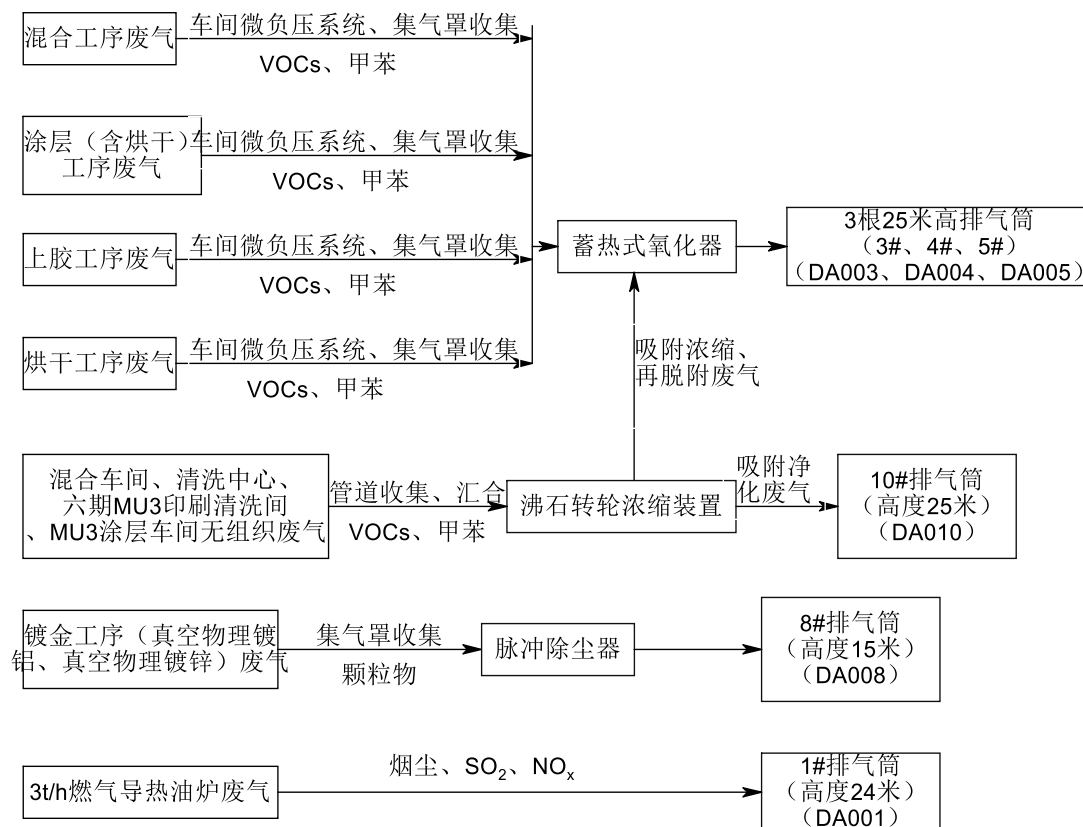 混合工序废气
车间微负压系统、集气罩收集
VOCs、甲苯
涂层（含烘干）
工序废气
车间微负压系统、集气罩收集
VOCs、甲苯
上胶工序废气
车间微负压系统、集气罩收集
VOCs、甲苯
蓄热式氧化器
3根25米高排气筒
（3#、4#、5#）
（DA003、DA004、DA005）
烘干工序废气
车间微负压系统、集气罩收集
VOCs、甲苯
吸附浓缩、
再脱附废气
混合车间、清洗中心、
六期MU3印刷清洗间
、MU3涂层车间无组织废气
管道收集、汇合
VOCs、甲苯
沸石转轮浓缩装置
吸附净
化废气
10#排气筒
（高度25米）
（DA010）
镀金工序（真空物理镀
铝、真空物理镀锌）废气
集气罩收集
颗粒物
脉冲除尘器
8#排气筒
（高度15米）
（DA008）
3t/h燃气导热油炉废气
烟尘、SO₂、NOₓ
1#排气筒
（高度24米）
（DA001）